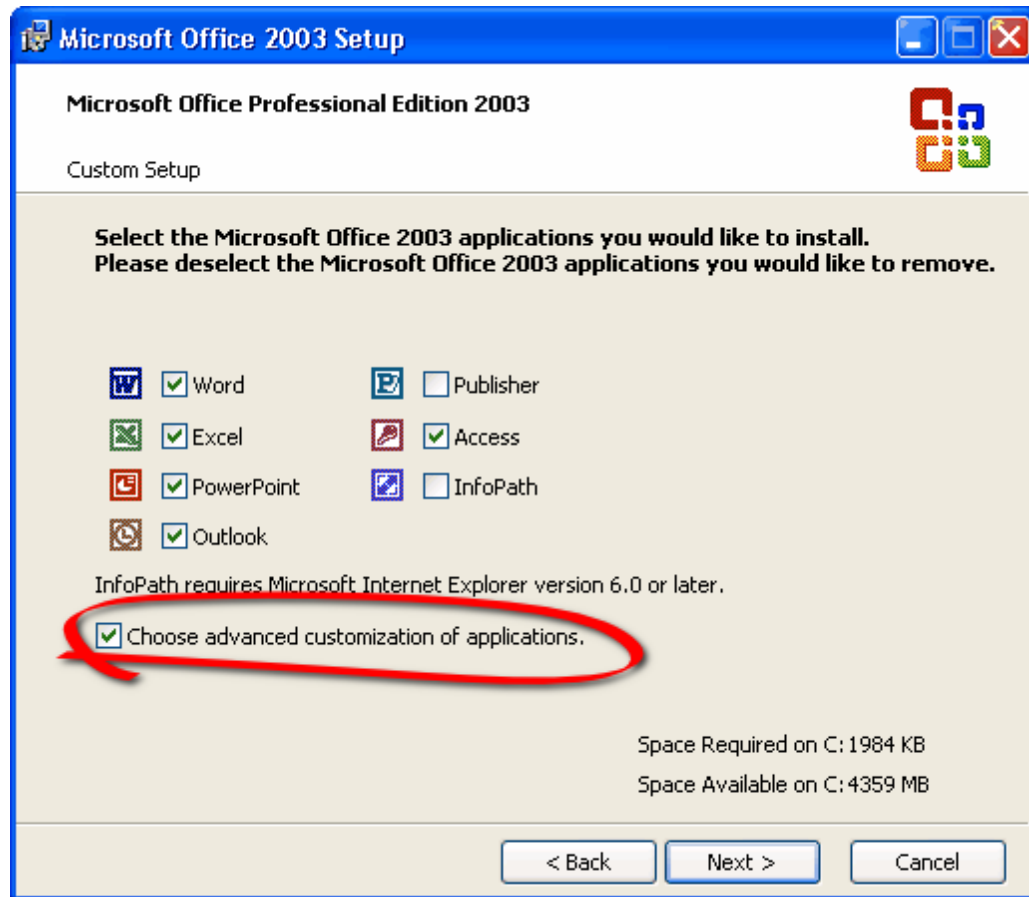 Microsoft Office 2003 Setup
Microsoft Office Professional Edition 2003
Custom Setup
Select the Microsoft Office 2003 applications you would like to install.
Please deselect the Microsoft Office 2003 applications you would like to remove.
Word
Publisher
Excel
Access
PowerPoint
InfoPath
Outlook
InfoPath requires Microsoft Internet Explorer version 6.0 or later.
Choose advanced customization of applications.
Space Required on C: 1984 KB
Space Available on C: 4359 MB
< Back
Next >
Cancel